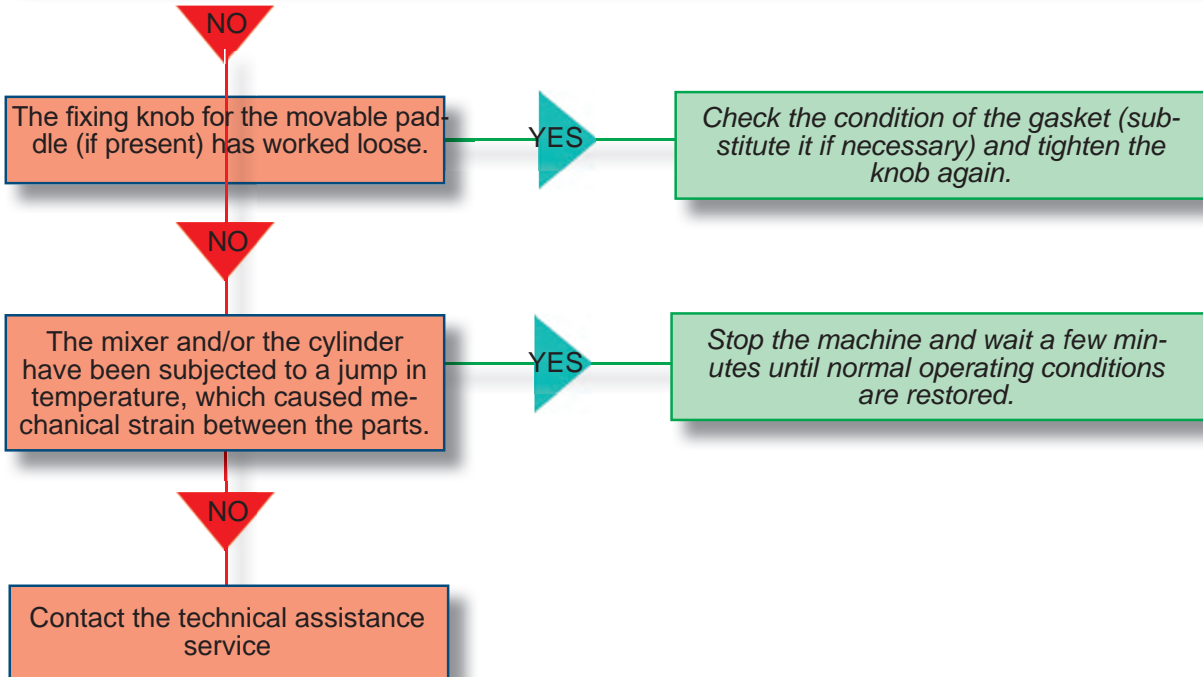 NO
The fixing knob for the movable pad-
dle (if present) has worked loose.
YES
Check the condition of the gasket (sub-
stitute it if necessary) and tighten the
knob again.
NO
The mixer and/or the cylinder
have been subjected to a jump in
temperature, which caused me-
chanical strain between the parts.
YES
Stop the machine and wait a few min-
utes until normal operating conditions
are restored.
NO
Contact the technical assistance
service